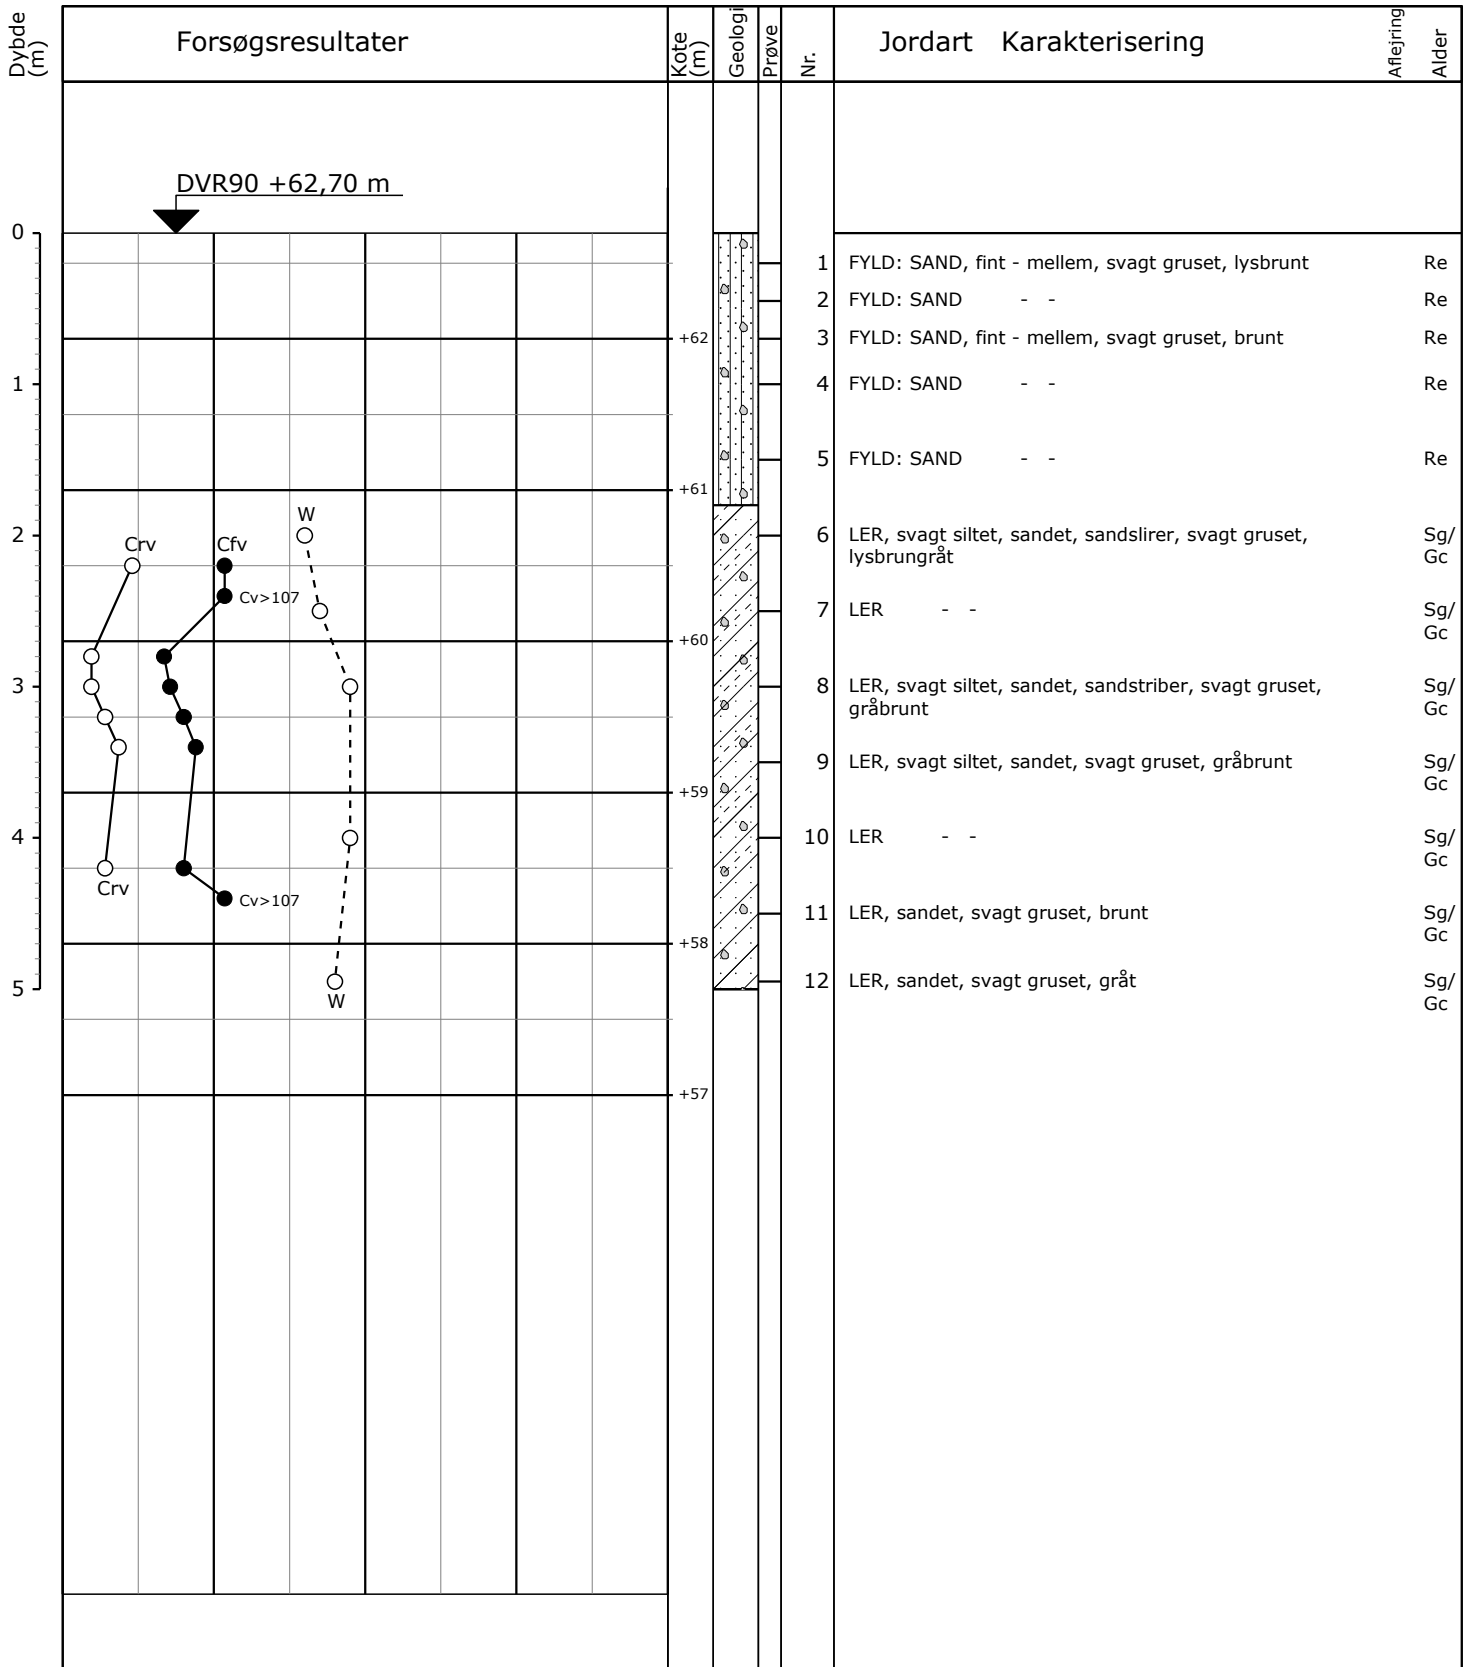 Dybde (m)
Forsøgsresultater
Kote (m)
Geologi
Prøve
Nr.
Jordart Karakterisering
Aflejring
Alder
DVR90 +62,70 m
0
1 FYLD: SAND, fint - mellem, svagt gruset, lysbrunt Re
2 FYLD: SAND - - Re
+62
3 FYLD: SAND, fint - mellem, svagt gruset, brunt Re
1
4 FYLD: SAND - - Re
5 FYLD: SAND - - Re
+61
W
2
6 LER, svagt siltet, sandet, sandslirer, svagt gruset, Sg/
lysbrungråt Gc
Crv Cfv
Cv>107
7 LER - - Sg/
Gc
+60
3
8 LER, svagt siltet, sandet, sandstriber, svagt gruset, Sg/
gråbrunt Gc
9 LER, svagt siltet, sandet, svagt gruset, gråbrunt Sg/
Gc
+59
4
10 LER - - Sg/
Gc
Crv
Cv>107
11 LER, sandet, svagt gruset, brunt Sg/
Gc
+58
5
12 LER, sandet, svagt gruset, gråt Sg/
Gc
W
+57